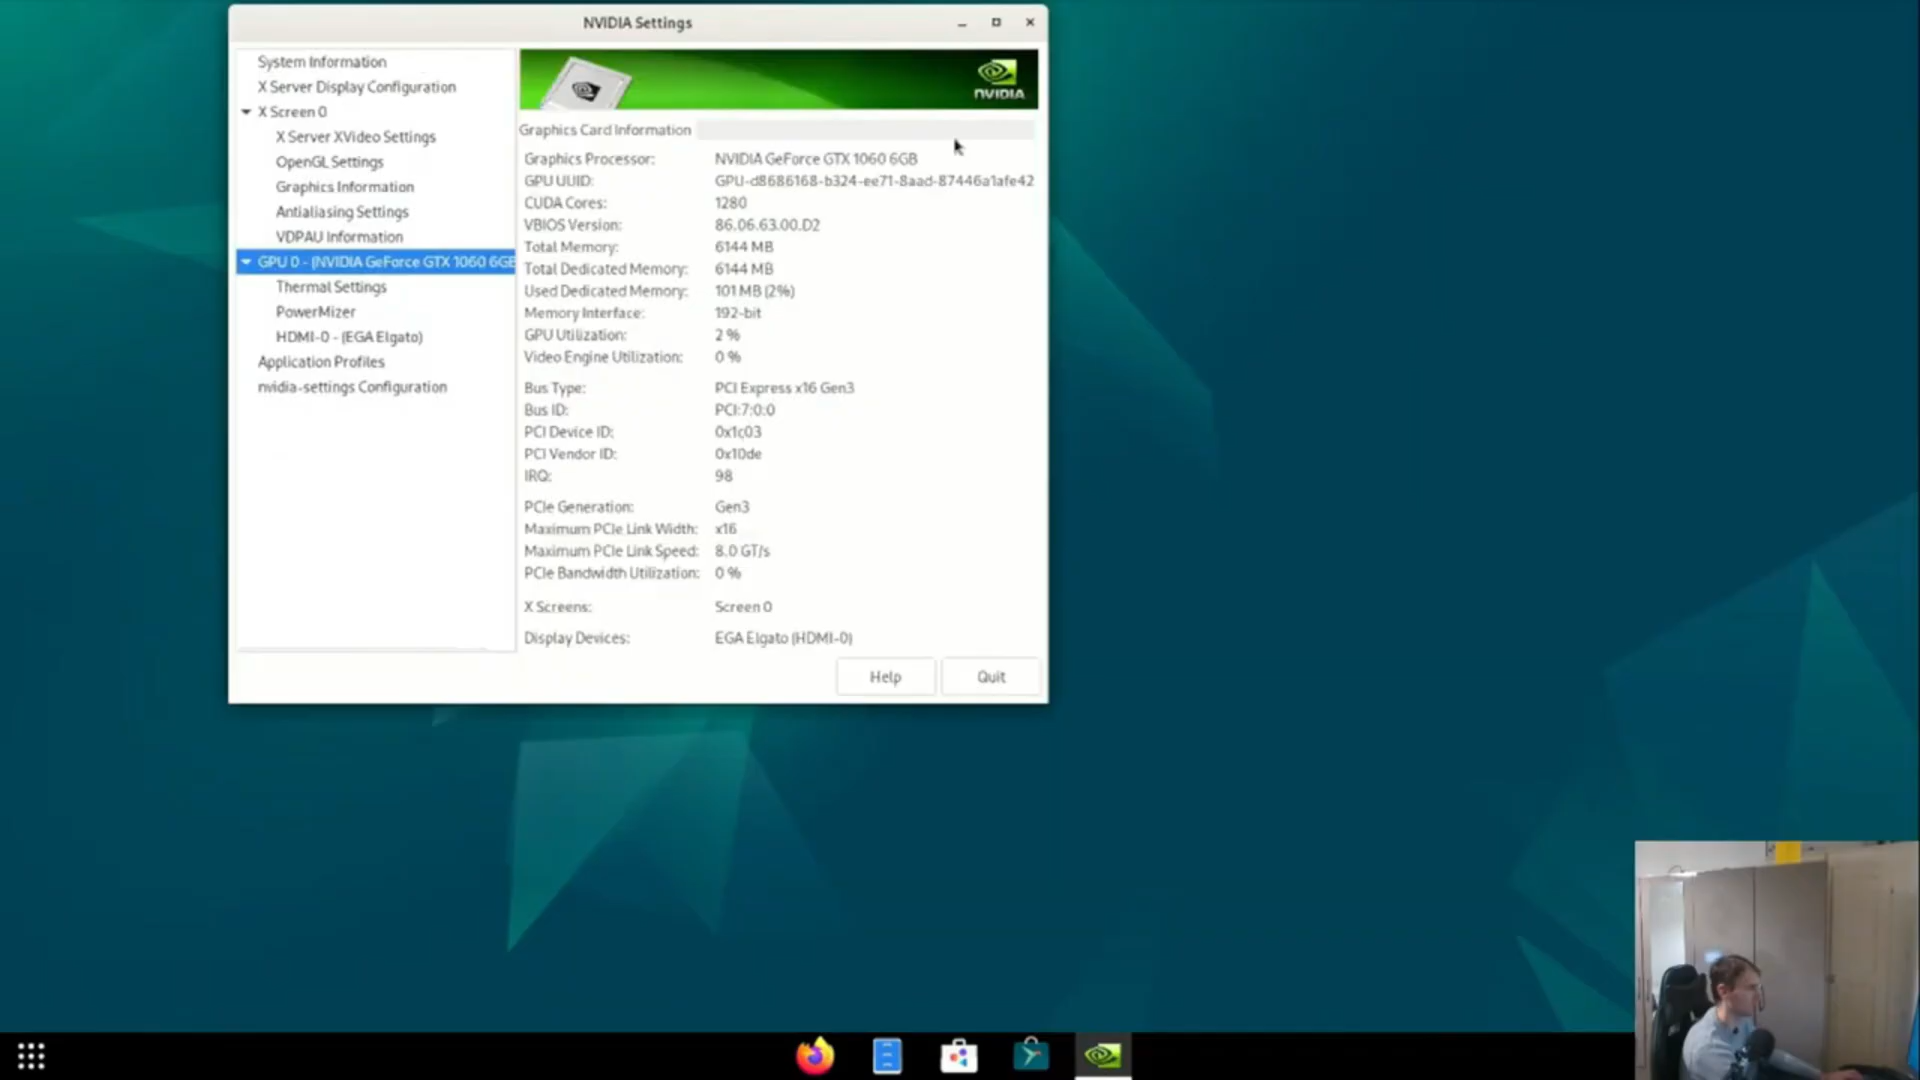 NVIDIA Settings
System Information
X Server Display Configuration
X Screen 0
X Server XVideo Settings
OpenGL Settings
Graphics Information
Antialiasing Settings
VDPAU Information
GPU 0 - (NVIDIA GeForce GTX 1060 6GB
Thermal Settings
PowerMizer
HDMI-0 - (EGA Elgato)
Application Profiles
nvidia-settings Configuration
NVIDIA
Graphics Card Information
Graphics Processor: NVIDIA GeForce GTX 1060 6GB
GPU UUID: GPU-d8686168-b324-ee71-8aad-87446a1afe42
CUDA Cores: 1280
VBIOS Version: 86.06.63.00.D2
Total Memory: 6144 MB
Total Dedicated Memory: 6144 MB
Used Dedicated Memory: 101 MB (2%)
Memory Interface: 192-bit
GPU Utilization: 2 %
Video Engine Utilization: 0 %
Bus Type: PCI Express x16 Gen3
Bus ID: PCI:7:0:0
PCI Device ID: 0x1c03
PCI Vendor ID: 0x10de
IRQ: 98
PCIe Generation: Gen3
Maximum PCIe Link Width: x16
Maximum PCIe Link Speed: 8.0 GT/s
PCIe Bandwidth Utilization: 0 %
X Screens: Screen 0
Display Devices: EGA Elgato (HDMI-0)
Help Quit